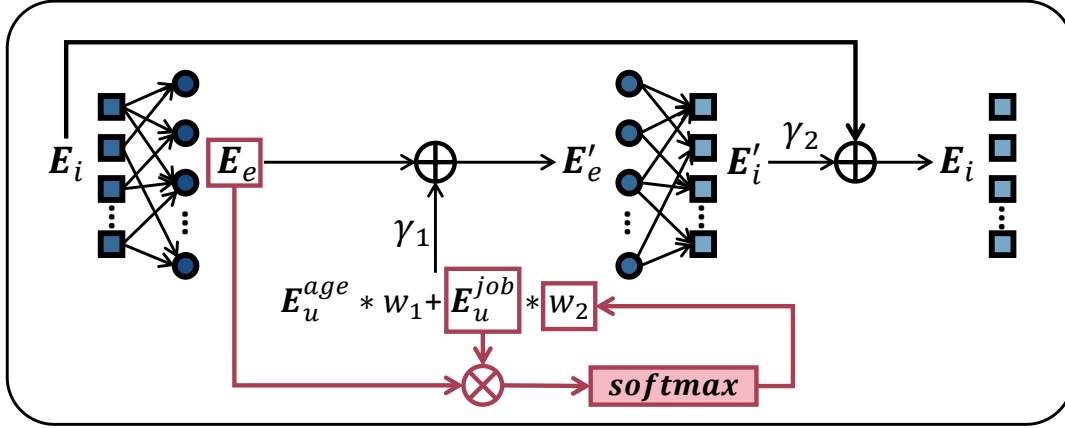 E_i E_e ⊕ E'_e E'_i γ_2 ⊕ E_i
γ_1
E_u^{age} * w_1 + E_u^{job} * w_2
⊗ softmax